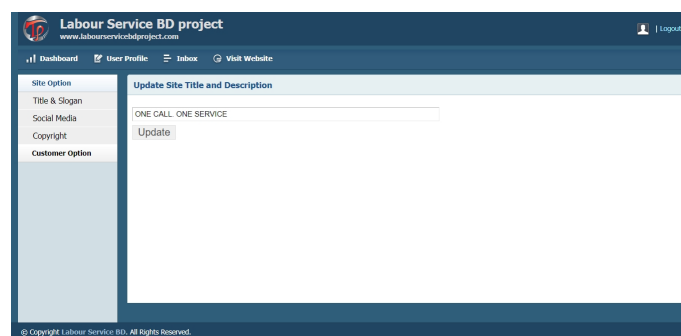 Labour Service BD project
www.labourservicebdproject.com
| Logout
Dashboard User Profile Inbox Visit Website
Site Option
Title & Slogan
Social Media
Copyright
Customer Option
Update Site Title and Description
ONE CALL ONE SERVICE
Update
© Copyright Labour Service BD. All Rights Reserved.